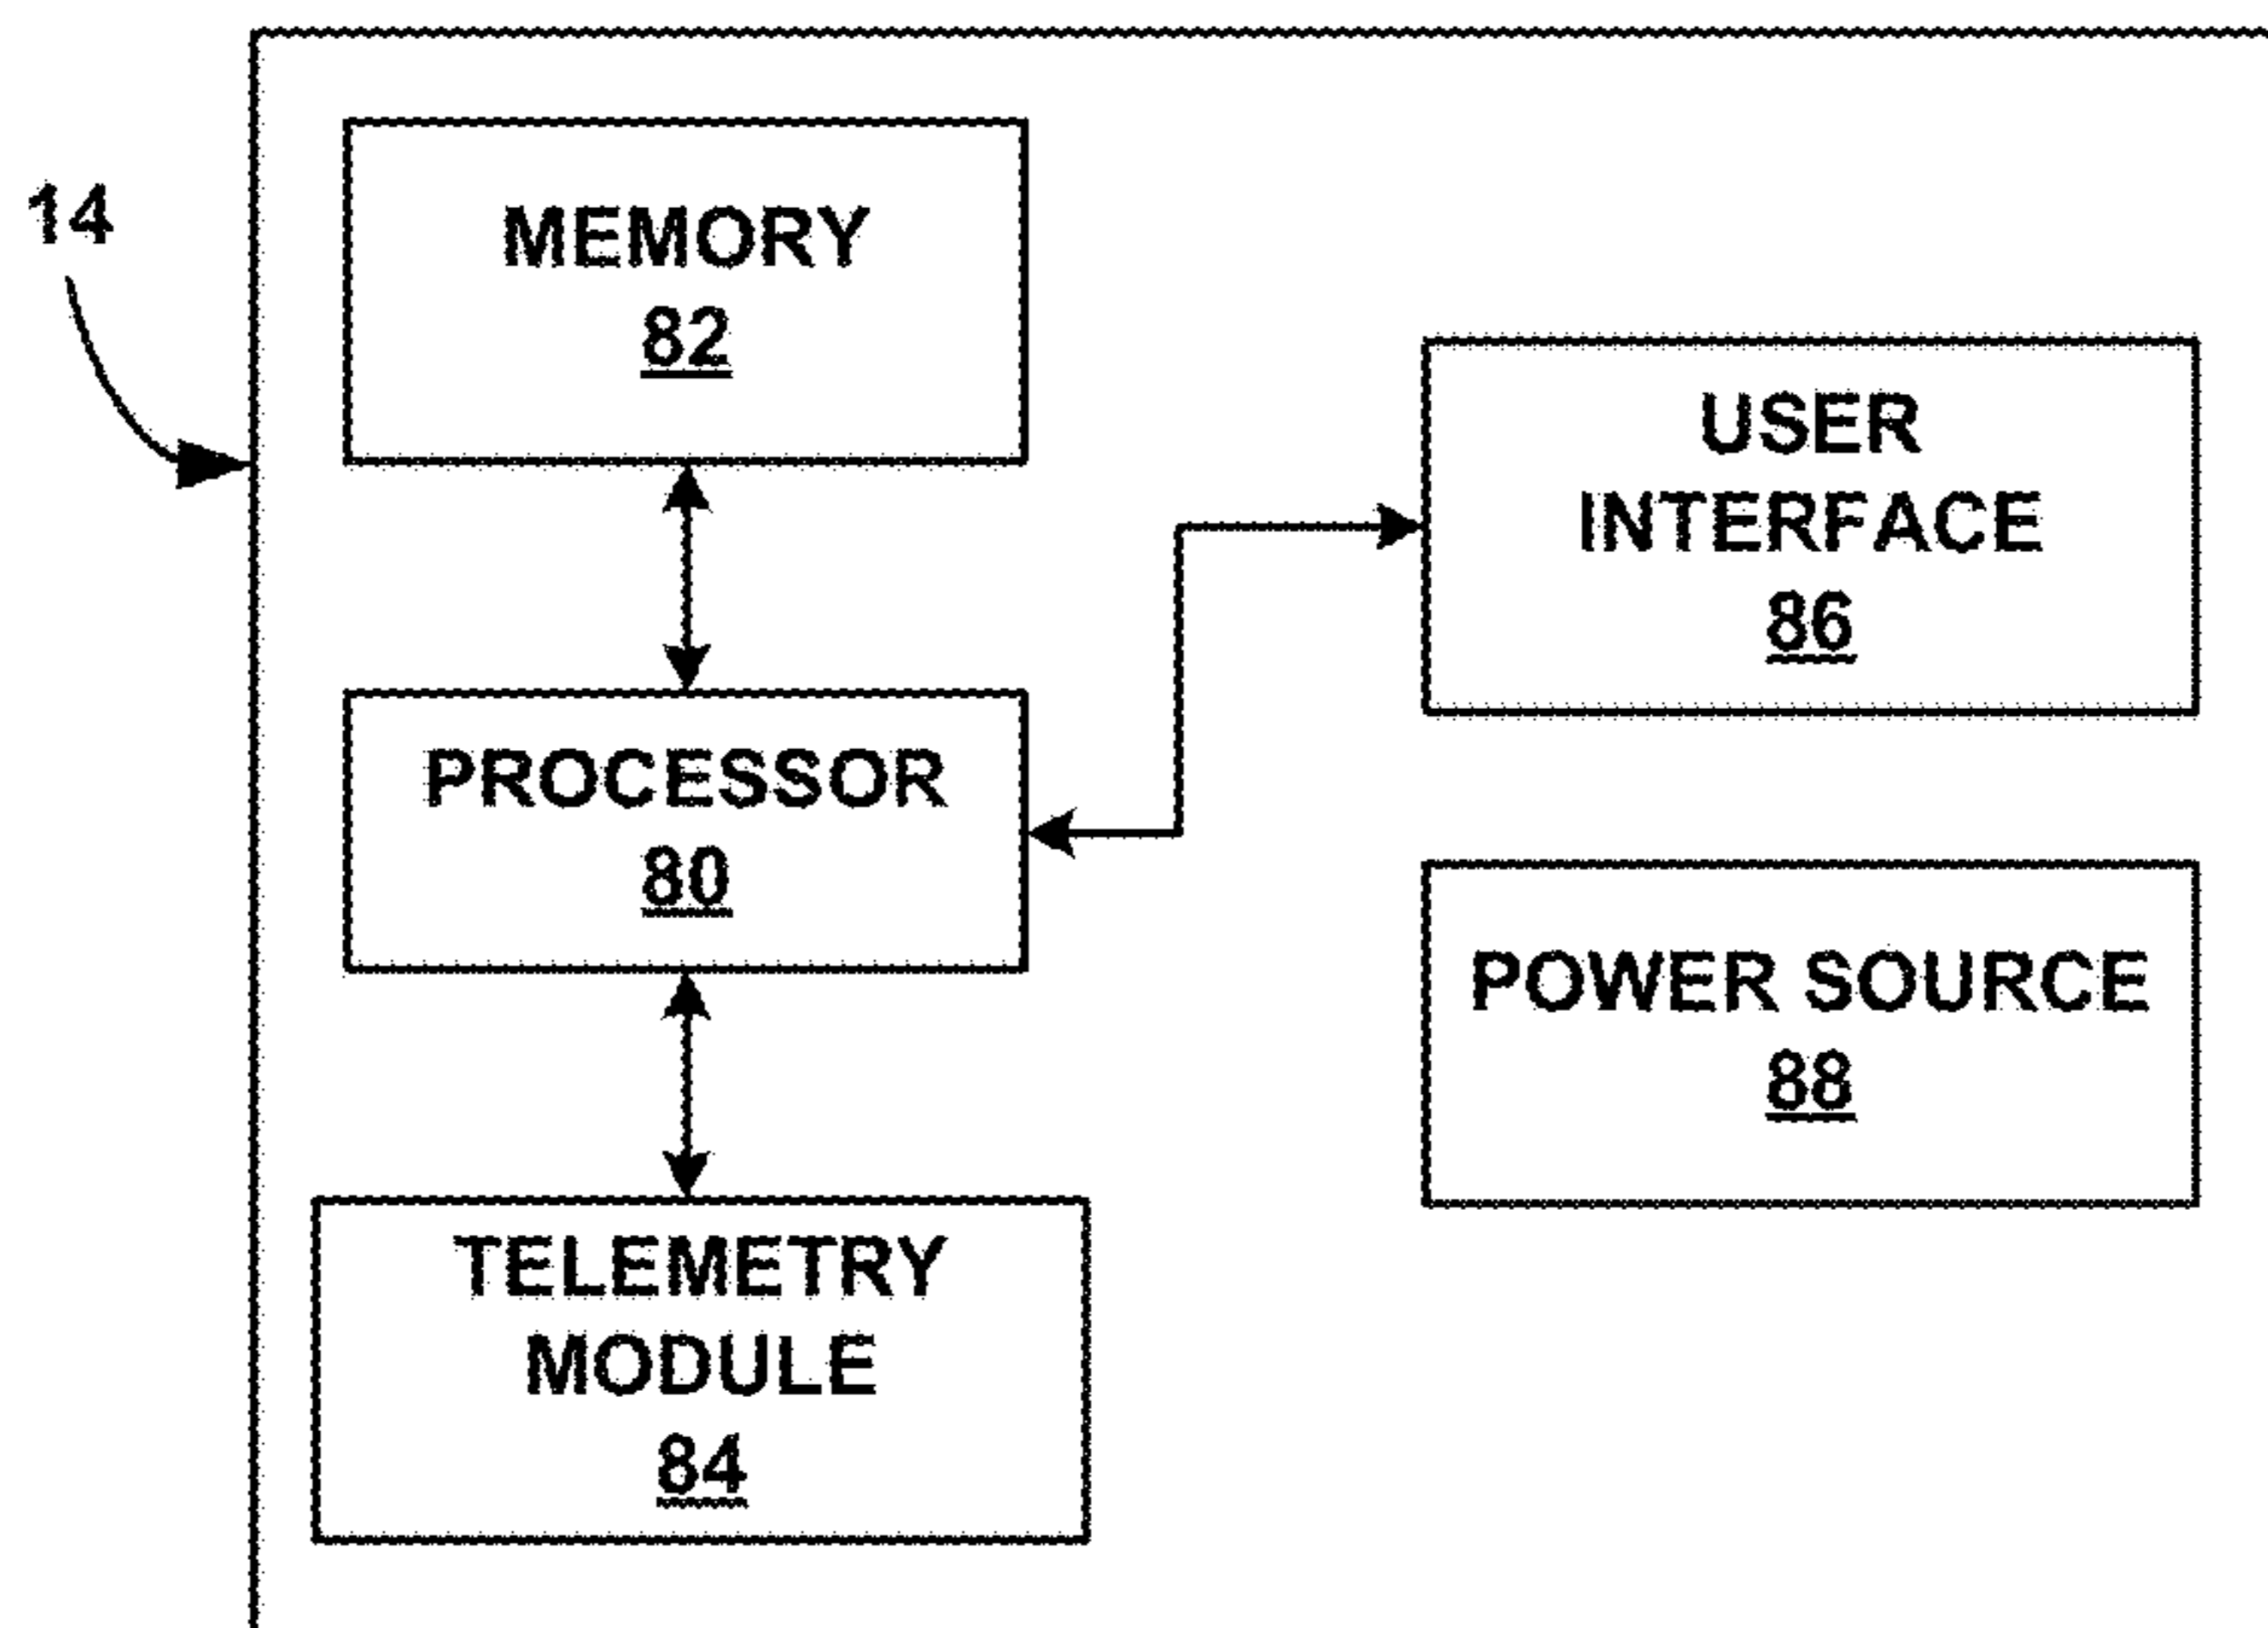 14
MEMORY
82
USER
INTERFACE
86
PROCESSOR
80
POWER SOURCE
88
TELEMETRY
MODULE
84